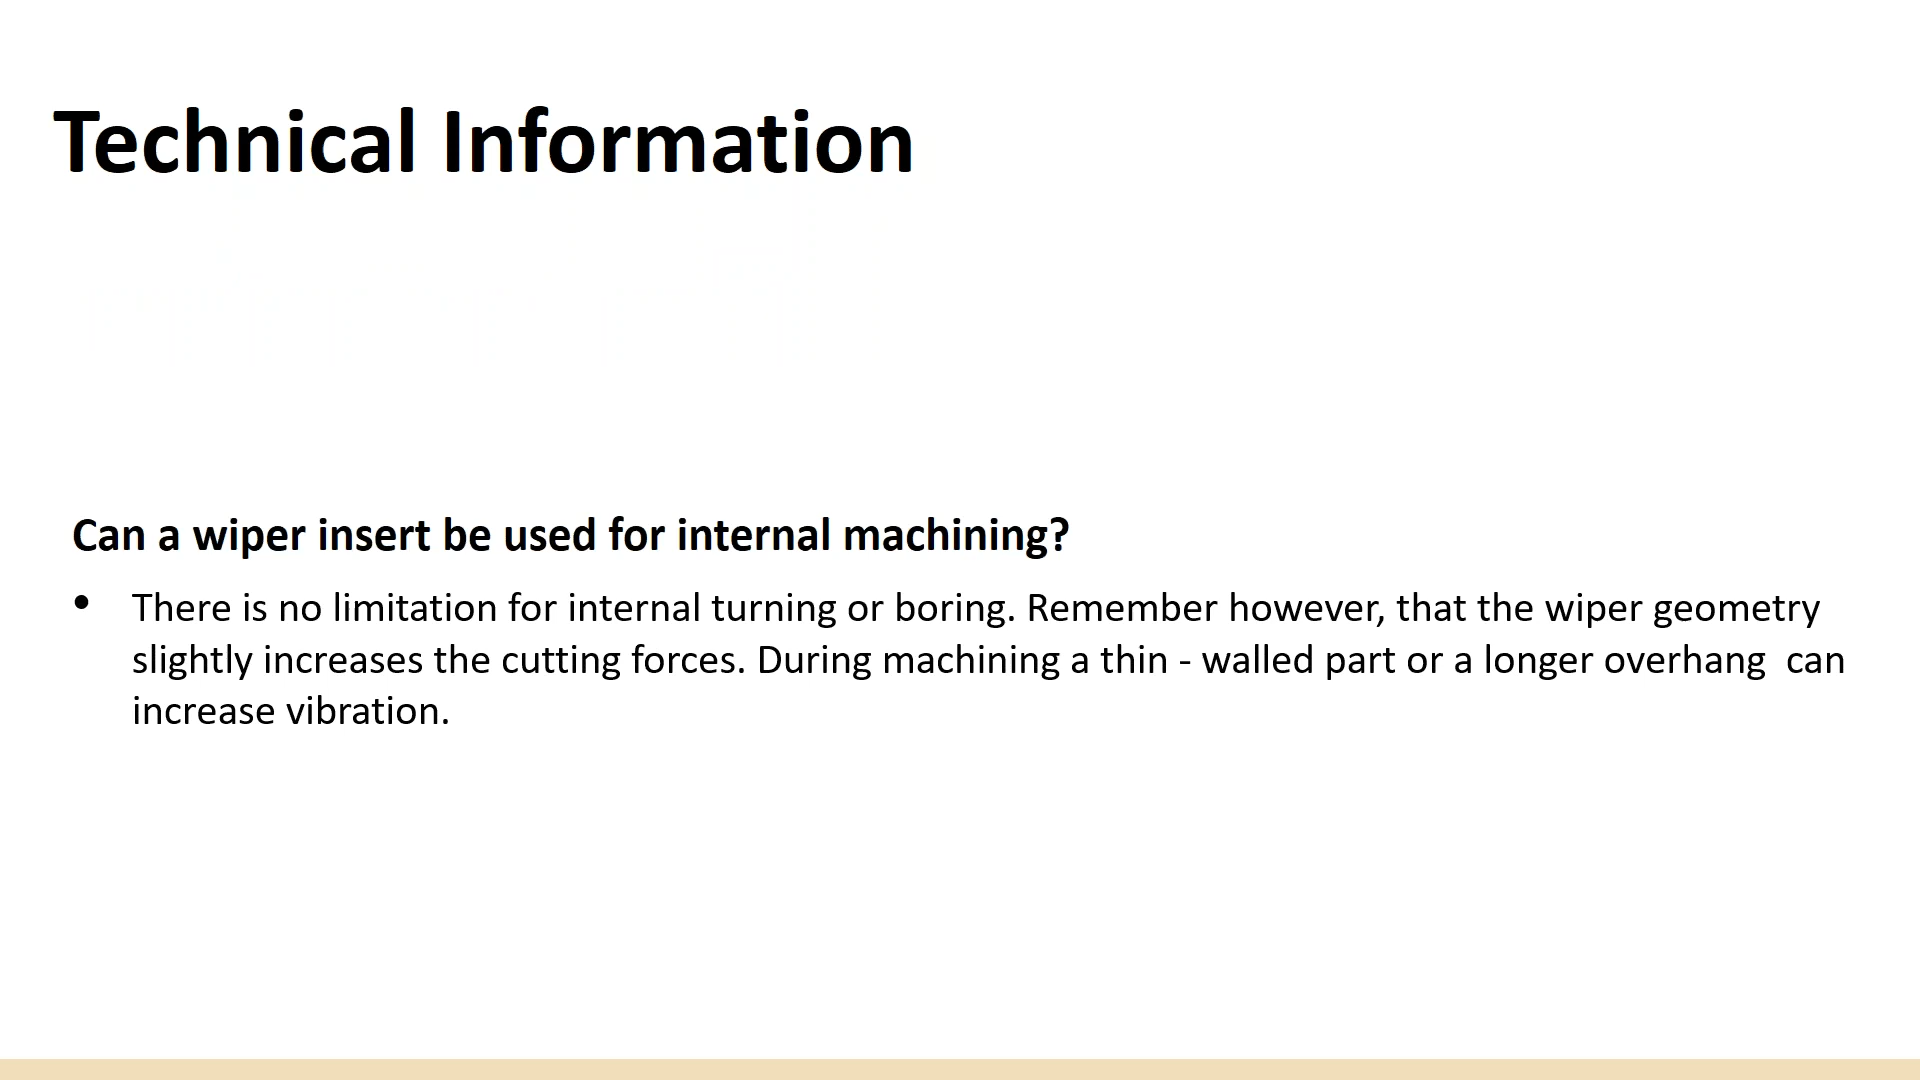 Technical Information
Can a wiper insert be used for internal machining?
• There is no limitation for internal turning or boring. Remember however, that the wiper geometry
slightly increases the cutting forces. During machining a thin - walled part or a longer overhang  can
increase vibration.